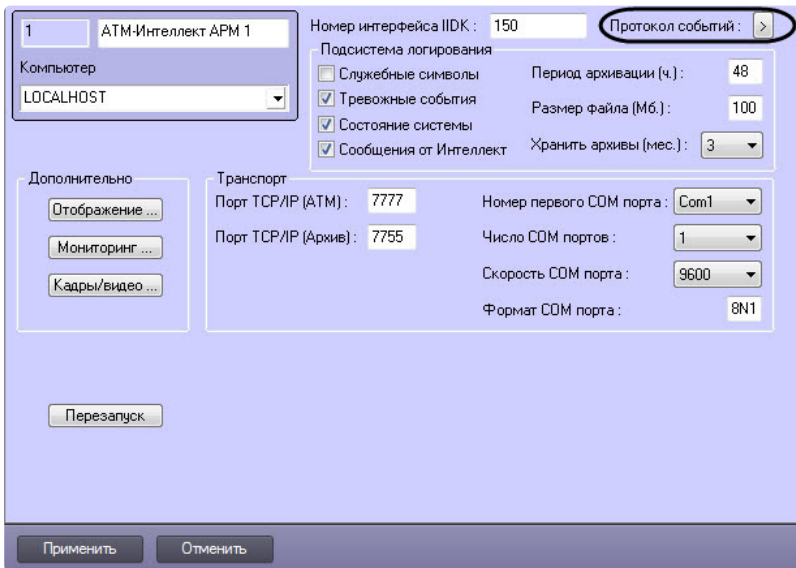 1 АТМ-Интеллект АРМ 1
Компьютер
LOCALHOST
Номер интерфейса IIDK : 150 Протокол событий : >
Подсистема логирования
Служебные символы Период архивации (ч.) : 48
Тревожные события Размер файла (Мб.) : 100
Состояние системы Хранить архивы (мес.) : 3
Сообщения от Интеллект
Дополнительно
Отображение ...
Мониторинг ...
Кадры/видео ...
Транспорт
Порт TCP/IP (ATM) : 7777 Номер первого COM порта : Com1
Порт TCP/IP (Архив) : 7755 Число COM портов : 1
Скорость COM порта : 9600
Формат COM порта : 8N1
Перезапуск
Применить Отменить